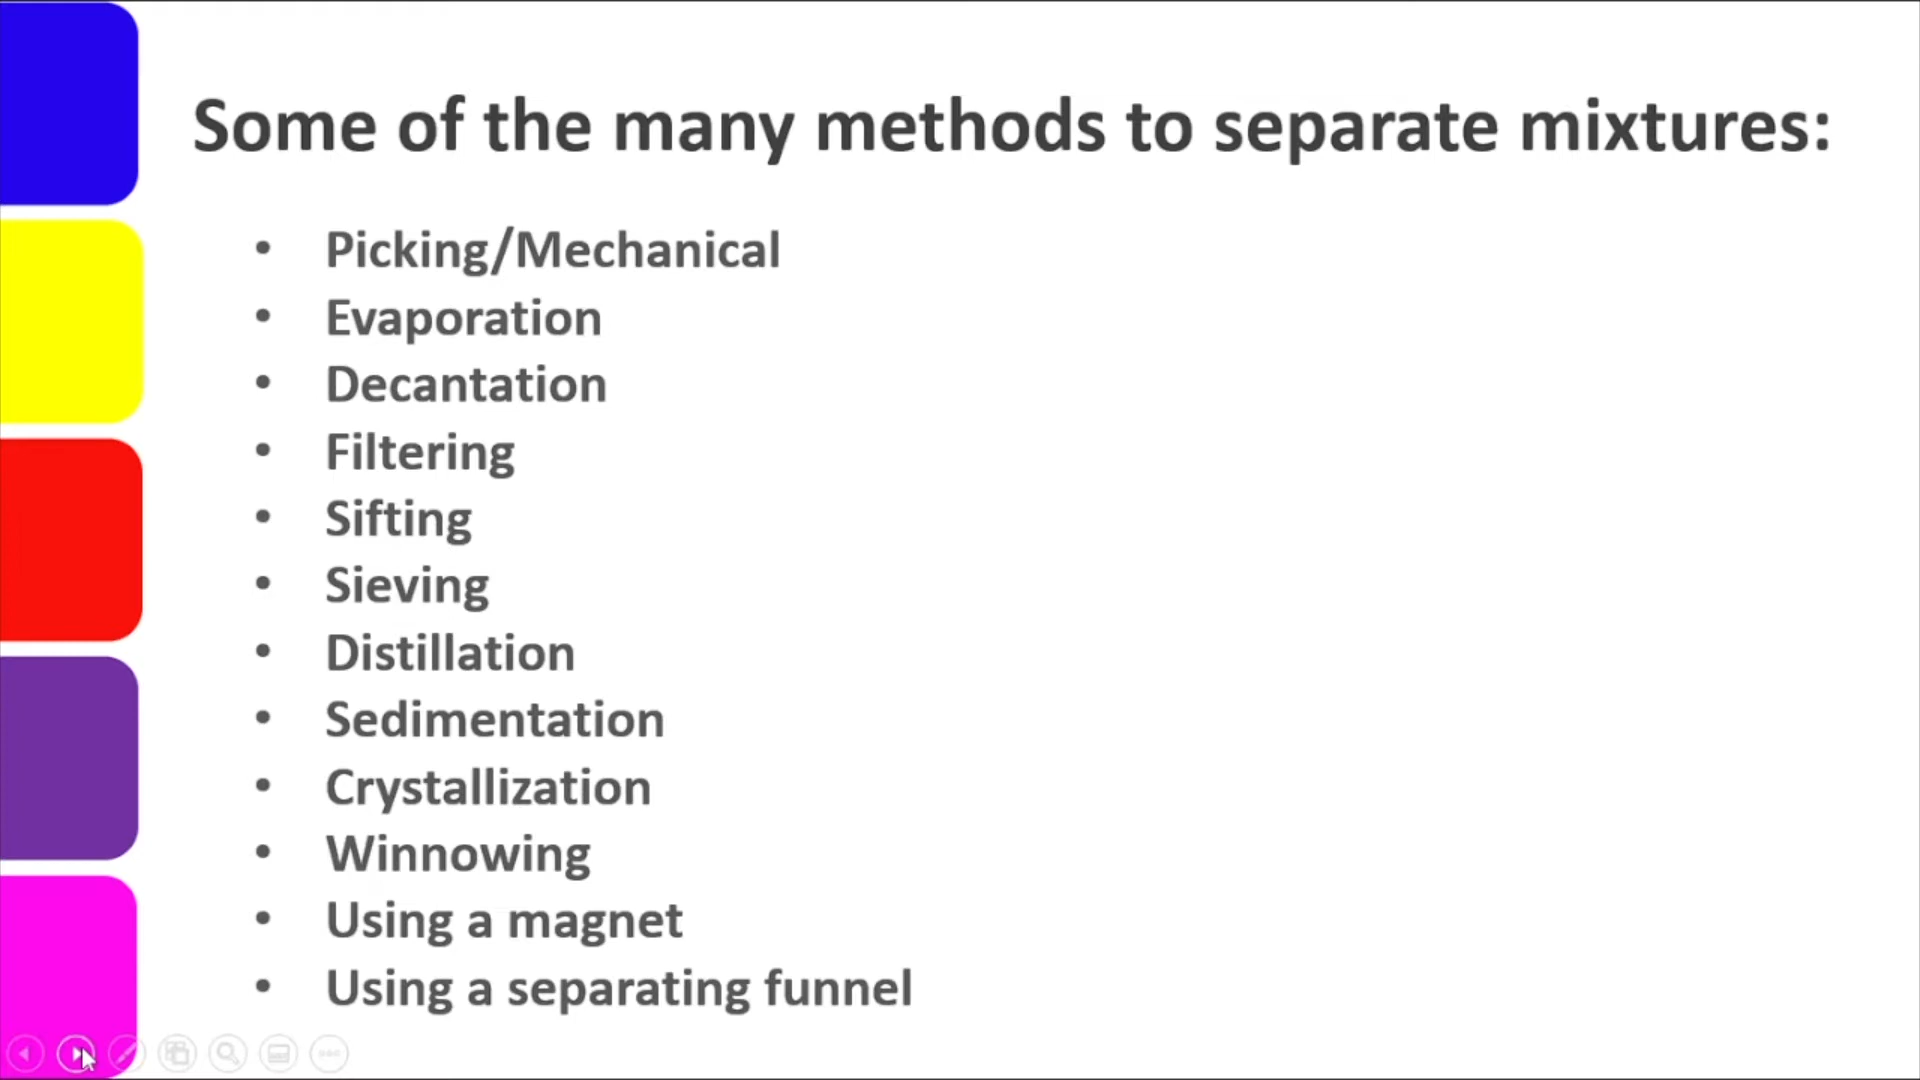 Some of the many methods to separate mixtures:
• Picking/Mechanical
• Evaporation
• Decantation
• Filtering
• Sifting
• Sieving
• Distillation
• Sedimentation
• Crystallization
• Winnowing
• Using a magnet
• Using a separating funnel